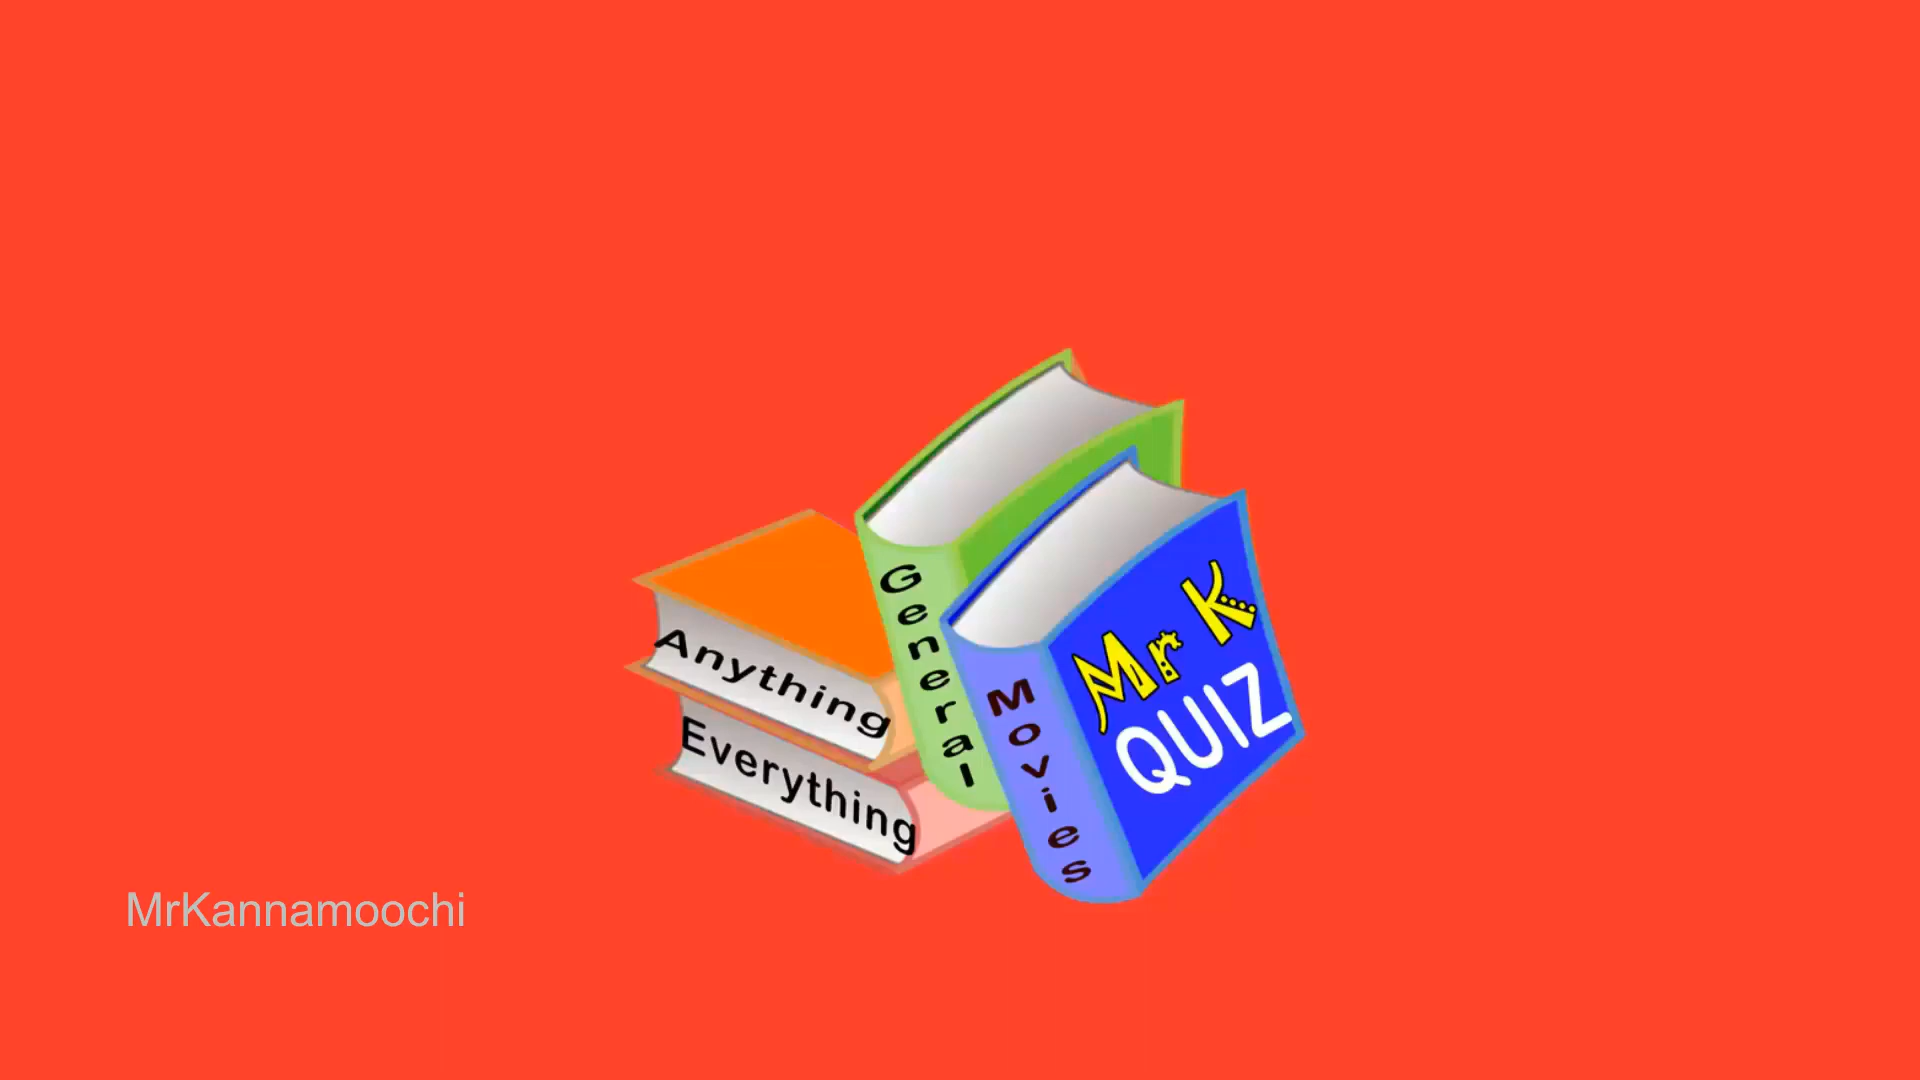 General
Mr K
QUIZ
Anything
Movies
Everything
MrKannamoochi